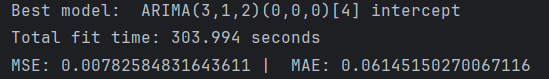 Best model:  ARIMA(3,1,2)(0,0,0)[4] intercept
Total fit time: 303.994 seconds
MSE: 0.00782584831643611 |  MAE: 0.06145150270067116